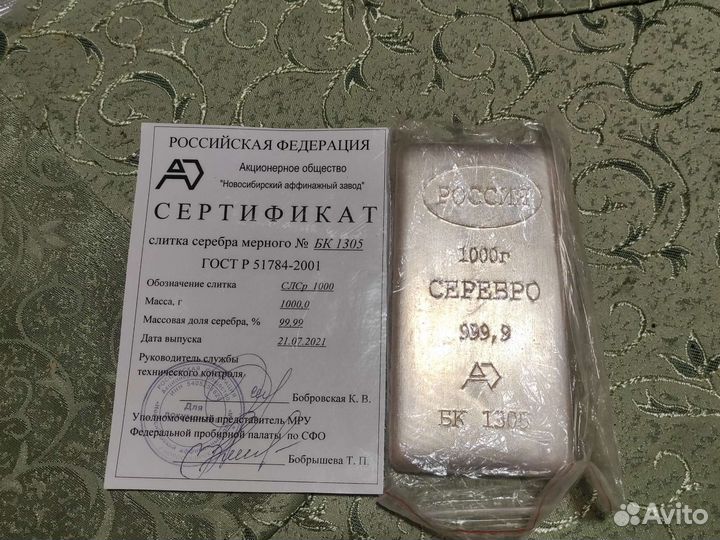 РОССИЙСКАЯ ФЕДЕРАЦИЯ
Акционерное общество
"Новосибирский аффинажный завод"
СЕРТИФИКАТ
слитка серебра мерного № БК 1305
ГОСТ Р 51784-2001
Обозначение слитка СЛСр 1000
Масса, г 1000,0
Массовая доля серебра, % 99,99
Дата выпуска 21.07.2021
Руководитель службы
технического контроля
Бобровская К. В.
Для
Уполномоченный представитель МРУ
Федеральной пробирной палаты по СФО
Бобрышева Т. П.
РОССИЯ
1000г
СЕРЕБРО
999,9
БК 1305
Avito